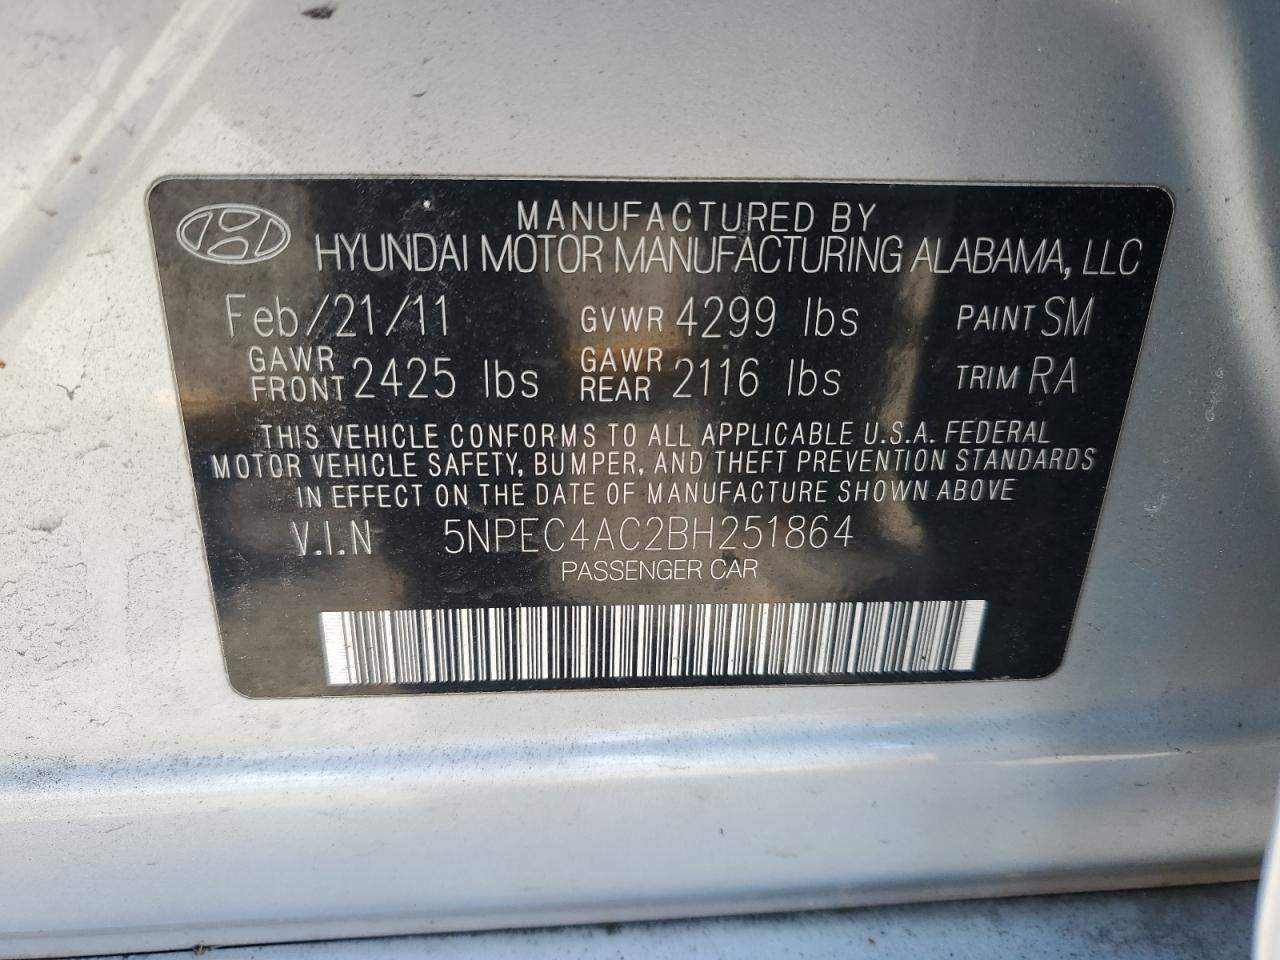 MANUFACTURED BY
HYUNDAI MOTOR MANUFACTURING ALABAMA, LLC
Feb/21/11 GVWR 4299 lbs PAINT SM
GAWR FRONT 2425 lbs GAWR REAR 2116 lbs TRIM RA
THIS VEHICLE CONFORMS TO ALL APPLICABLE U.S.A. FEDERAL
MOTOR VEHICLE SAFETY, BUMPER, AND THEFT PREVENTION STANDARDS
IN EFFECT ON THE DATE OF MANUFACTURE SHOWN ABOVE
V.I.N 5NPEC4AC2BH251864
PASSENGER CAR